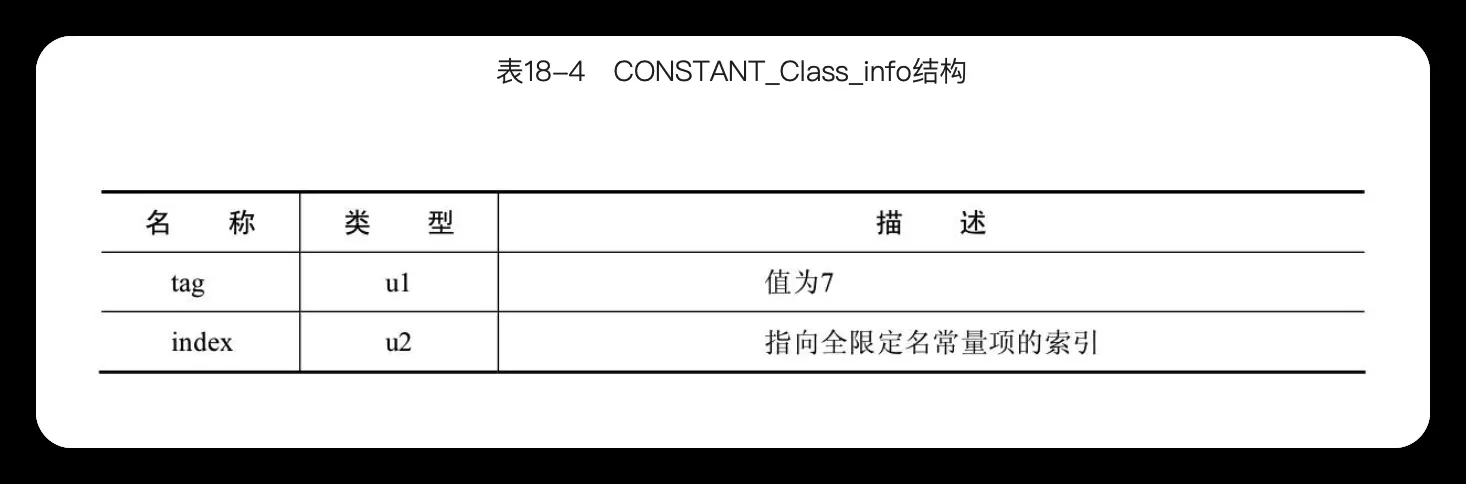 表18-4 CONSTANT_Class_info结构
名 称 类 型 描 述
tag u1 值为7
index u2 指向全限定名常量项的索引